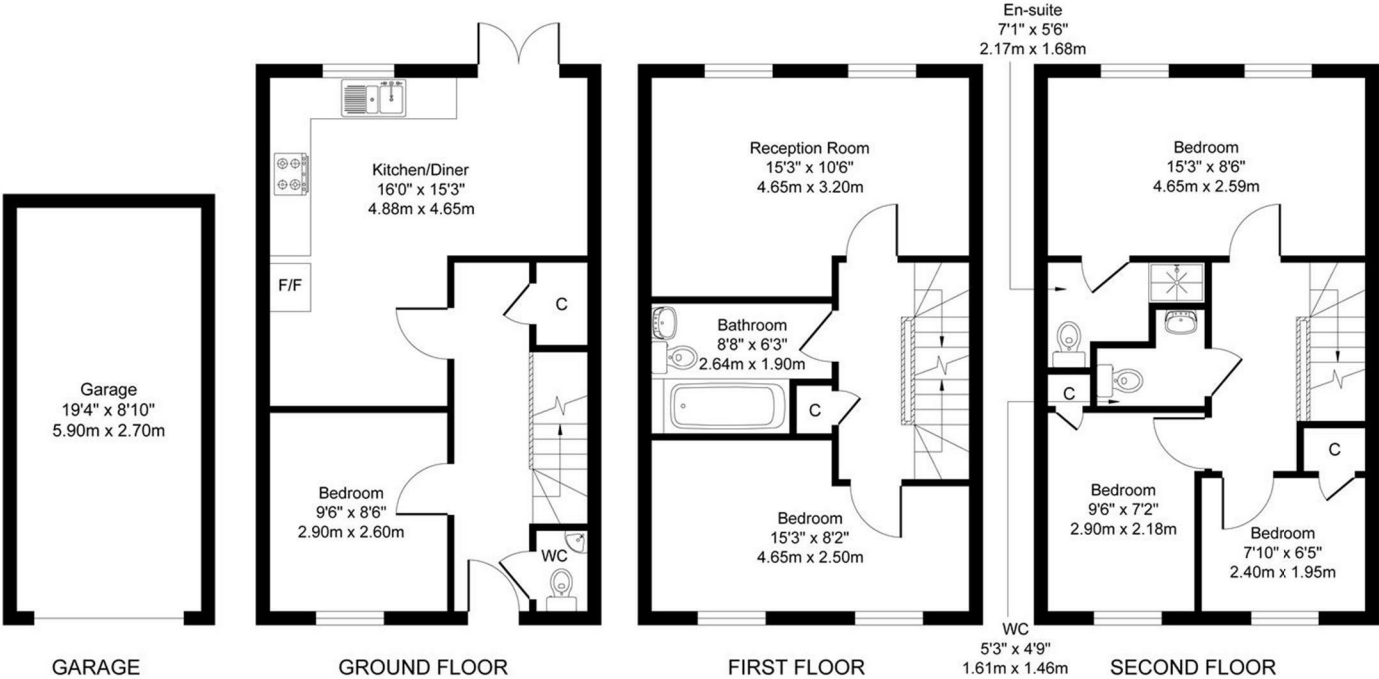 Garage
19'4" x 8'10"
5.90m x 2.70m
GARAGE
Kitchen/Diner
16'0" x 15'3"
4.88m x 4.65m
F/F
C
Bedroom
9'6" x 8'6"
2.90m x 2.60m
WC
GROUND FLOOR
Reception Room
15'3" x 10'6"
4.65m x 3.20m
Bathroom
8'8" x 6'3"
2.64m x 1.90m
C
Bedroom
15'3" x 8'2"
4.65m x 2.50m
FIRST FLOOR
En-suite
7'1" x 5'6"
2.17m x 1.68m
Bedroom
15'3" x 8'6"
4.65m x 2.59m
C
C
Bedroom
9'6" x 7'2"
2.90m x 2.18m
Bedroom
7'10" x 6'5"
2.40m x 1.95m
WC
5'3" x 4'9"
1.61m x 1.46m
SECOND FLOOR